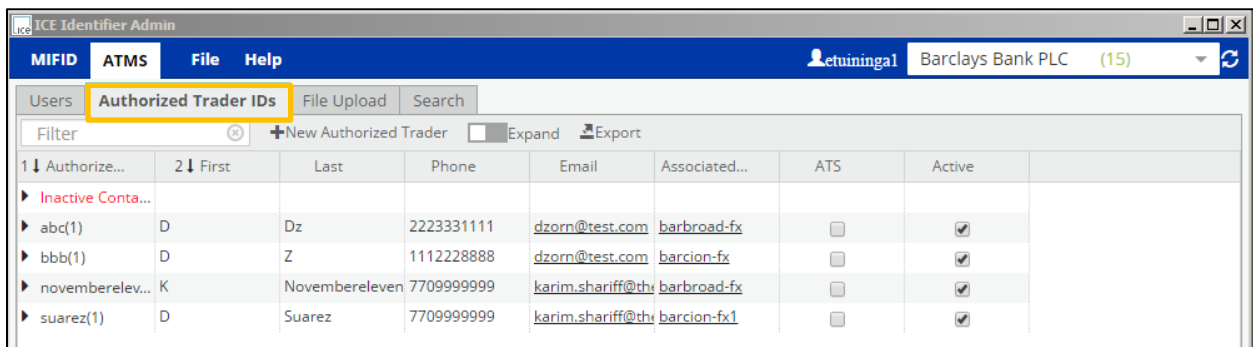 ice ICE Identifier Admin
MIFID ATMS File Help etuininga1 Barclays Bank PLC (15)
Users Authorized Trader IDs File Upload Search
Filter New Authorized Trader Expand Export
1 Authorize... 2 First Last Phone Email Associated... ATS Active
Inactive Conta...
abc(1) D Dz 2223331111 dzorn@test.com barbroad-fx
bbb(1) D Z 1112228888 dzorn@test.com barcion-fx
novemberelev... K Novembereleven 7709999999 karim.shariff@the barbroad-fx
suarez(1) D Suarez 7709999999 karim.shariff@the barcion-fx1